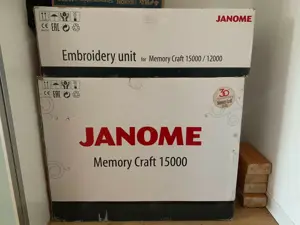 JANOME
Embroidery unit for Memory Craft 15000 / 12000
JANOME
Memory Craft 15000